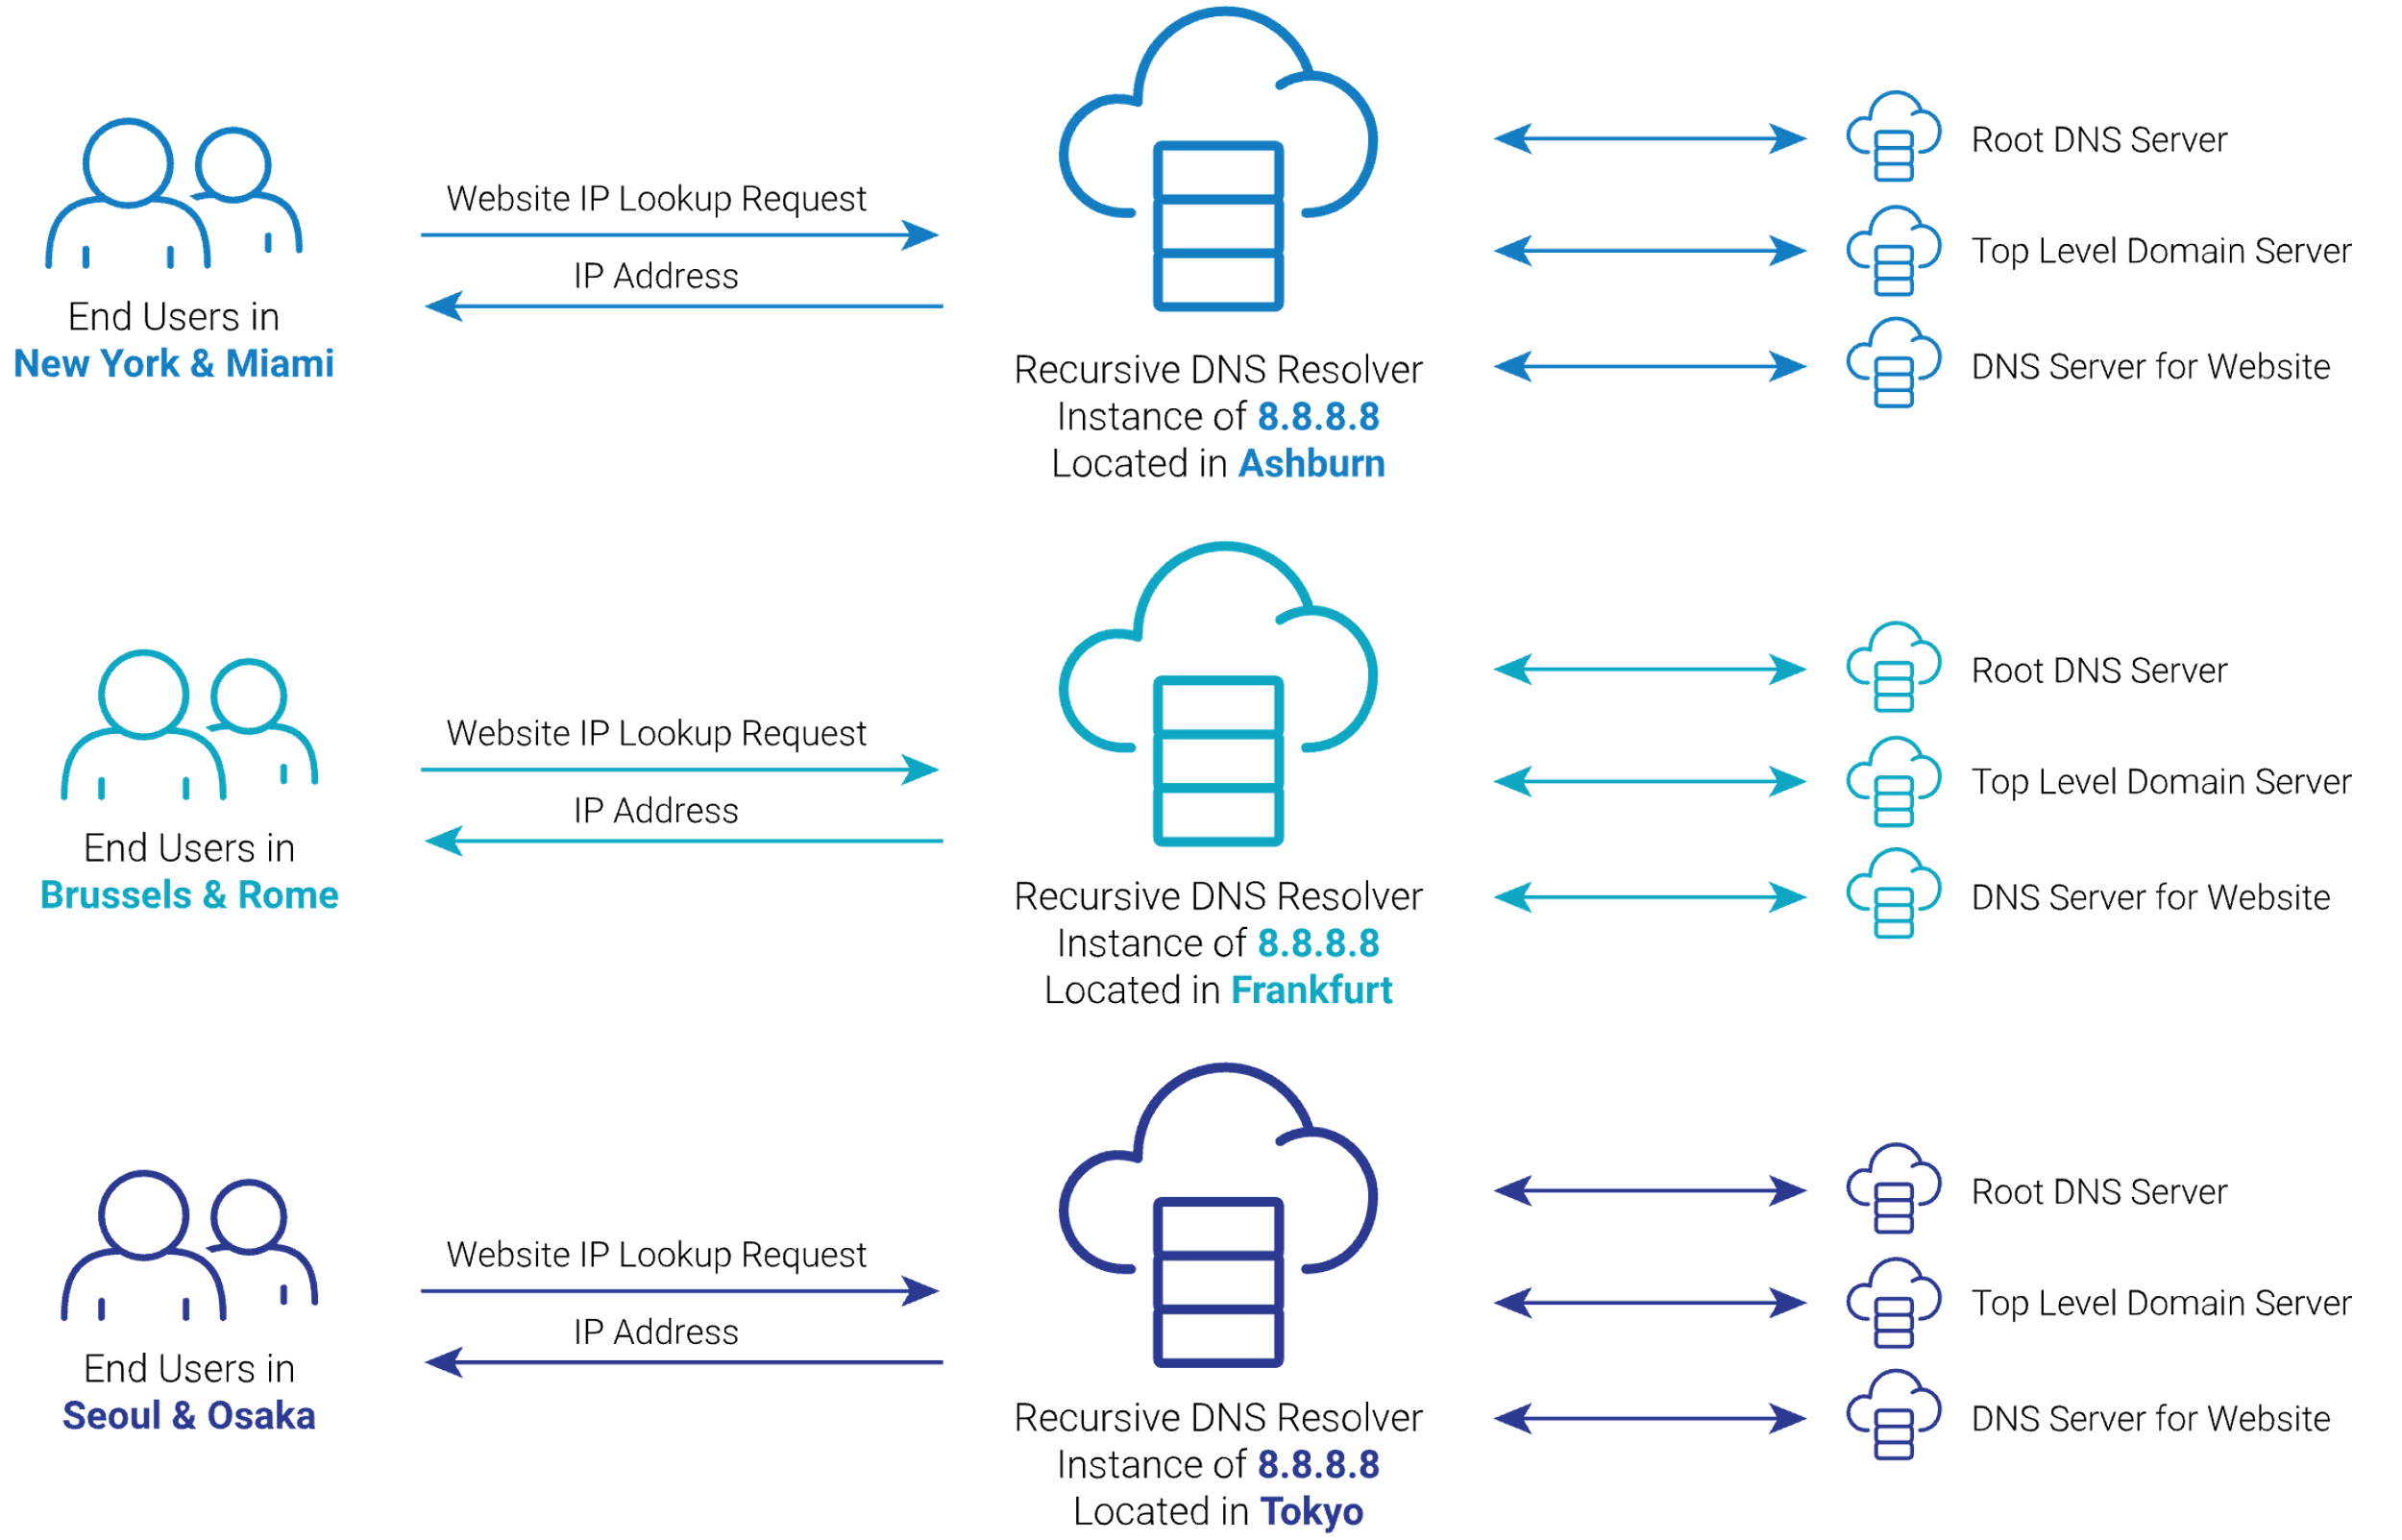 Website IP Lookup Request
IP Address
End Users in
New York & Miami
Recursive DNS Resolver
Instance of 8.8.8.8
Located in Ashburn
Root DNS Server
Top Level Domain Server
DNS Server for Website
Website IP Lookup Request
IP Address
End Users in
Brussels & Rome
Recursive DNS Resolver
Instance of 8.8.8.8
Located in Frankfurt
Root DNS Server
Top Level Domain Server
DNS Server for Website
Website IP Lookup Request
IP Address
End Users in
Seoul & Osaka
Recursive DNS Resolver
Instance of 8.8.8.8
Located in Tokyo
Root DNS Server
Top Level Domain Server
DNS Server for Website